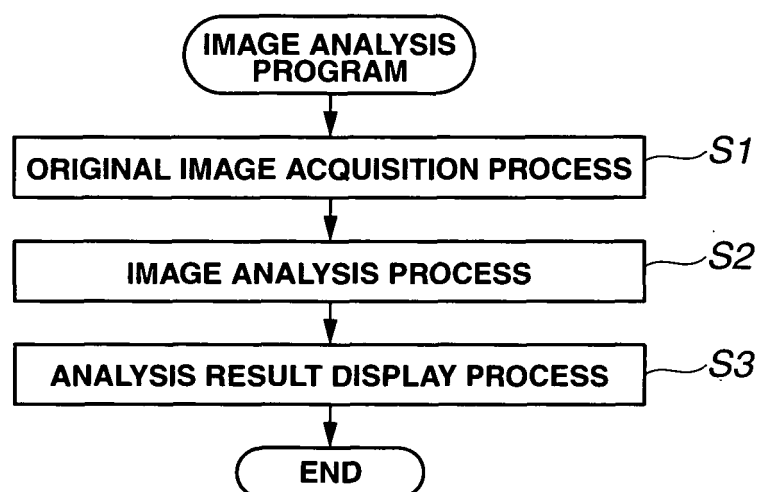 IMAGE ANALYSIS
PROGRAM
ORIGINAL IMAGE ACQUISITION PROCESS
S1
IMAGE ANALYSIS PROCESS
S2
ANALYSIS RESULT DISPLAY PROCESS
S3
END